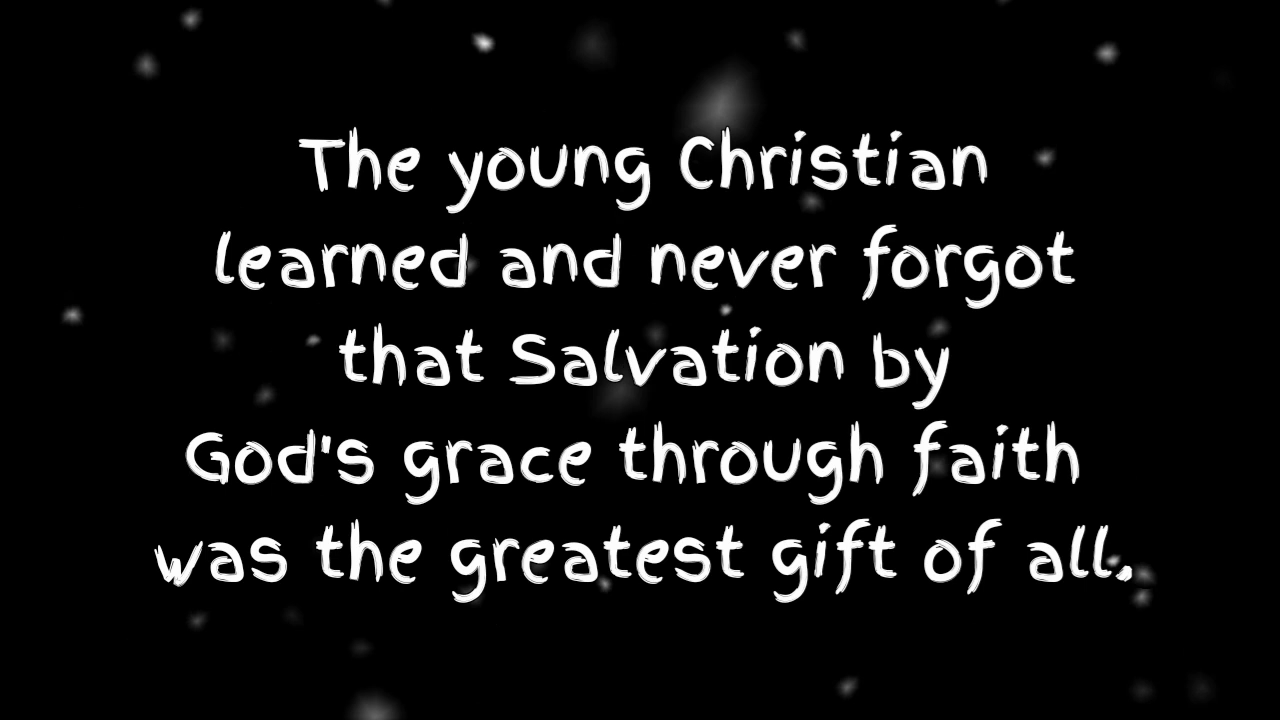 The young Christian
learned and never forgot
that Salvation by
God's grace through faith
was the greatest gift of all.